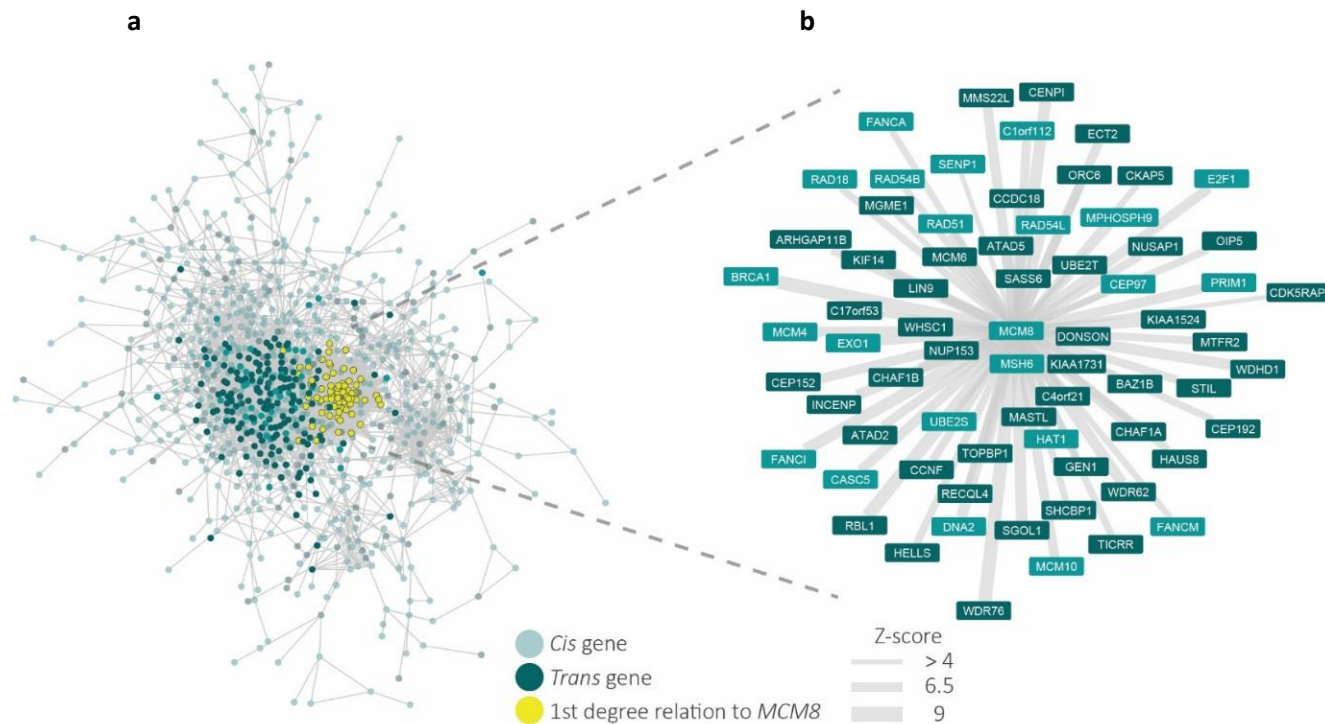 a
b
MMS22L
CENPI
FANCA
C1orf112
ECT2
SENP1
RAD18
RAD54B
ORC6
CKAP5
E2F1
MGME1
CCDC18
RAD51
RAD54L
MPHOSPH9
ARHGAP11B
ATAD5
NUSAP1
OIP5
KIF14
MCM6
UBE2T
BRCA1
SASS6
CEP97
PRIM1
LIN9
CDK5RAP
C17orf53
KIAA1524
MCM4
WHSC1
MCM8
DONSON
MTFR2
EXO1
NUP153
MSH6
KIAA1731
WDHD1
CEP152
CHAF1B
BAZ1B
STIL
INCENP
C4orf21
ATAD2
UBE2S
MASTL
CHAF1A
CEP192
HAT1
FANCI
TOPBP1
HAUS8
CASC5
CCNF
GEN1
RECQL4
WDR62
RBL1
DNA2
SGOL1
SHCBP1
FANCM
HELLS
TICRR
MCM10
WDR76
Cis gene
Trans gene
1st degree relation to MCM8
Z-score
> 4
6.5
9